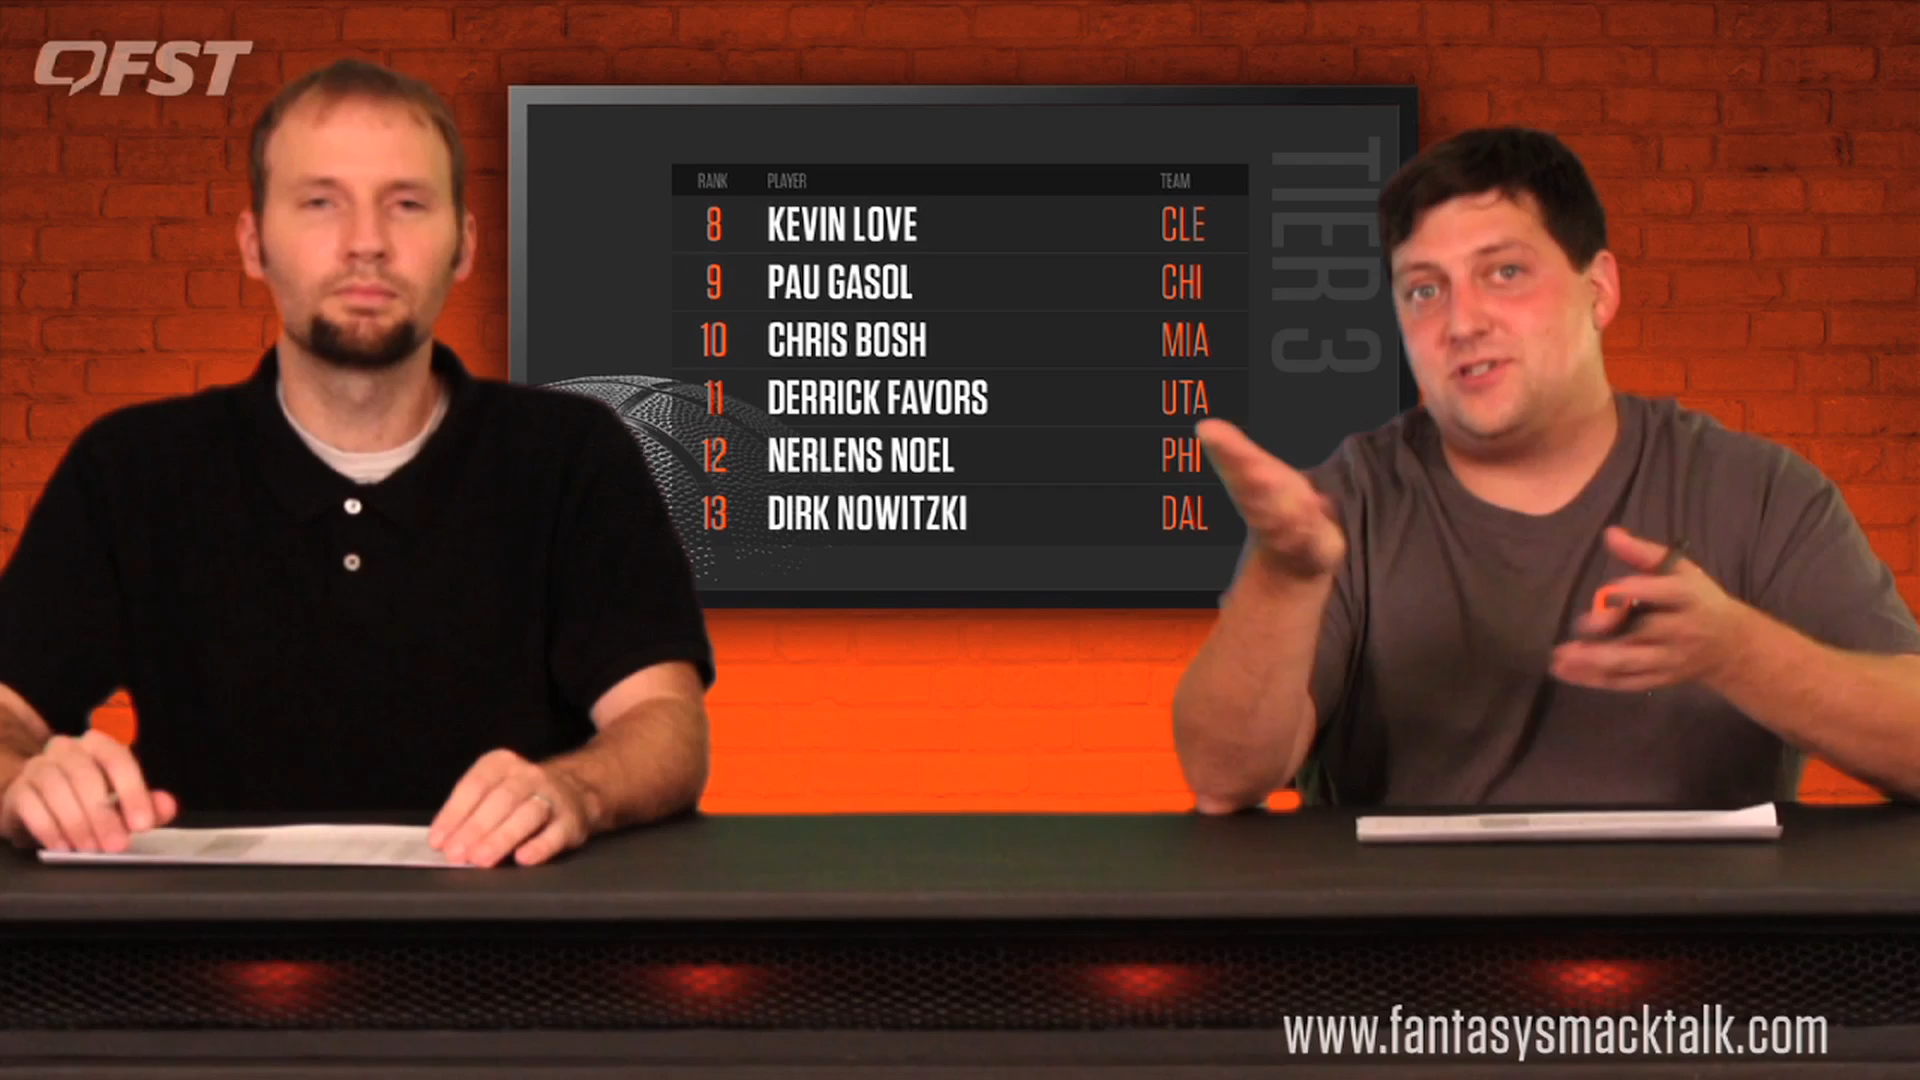 FST
RANK PLAYER TEAM
8 KEVIN LOVE CLE
9 PAU GASOL CHI
10 CHRIS BOSH MIA
11 DERRICK FAVORS UTA
12 NERLENS NOEL PHI
13 DIRK NOWITZKI DAL
TIER 3
www.fantasysmacktalk.com